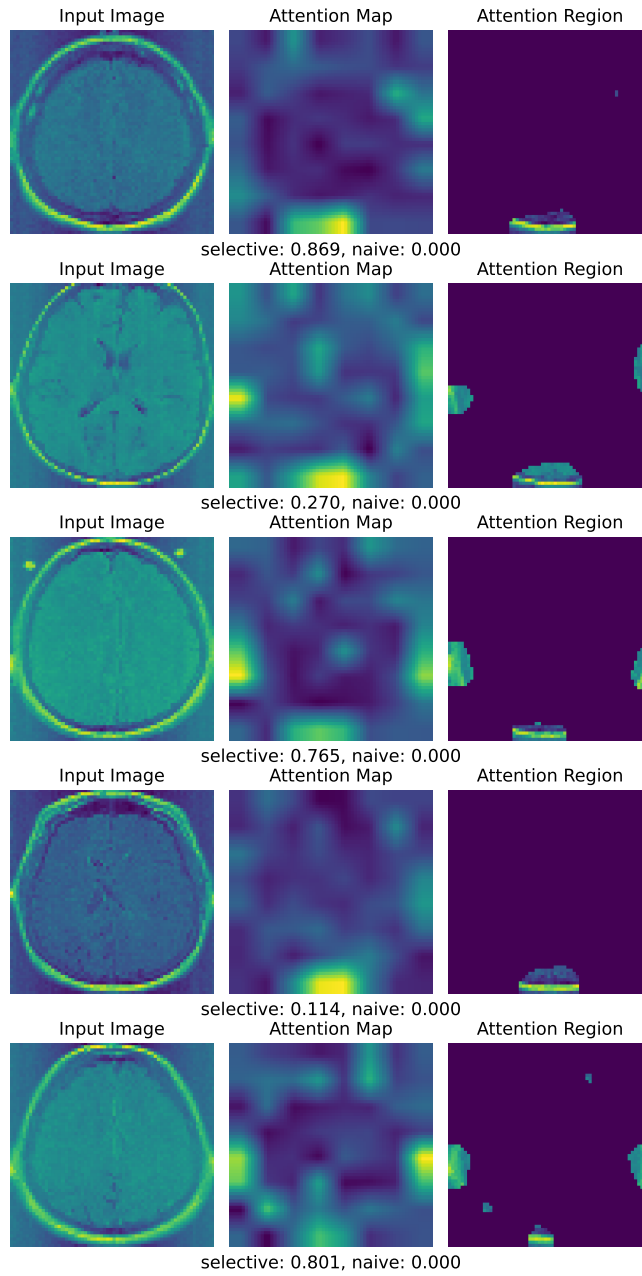 Input Image Attention Map Attention Region
selective: 0.869, naive: 0.000
Input Image Attention Map Attention Region
selective: 0.270, naive: 0.000
Input Image Attention Map Attention Region
selective: 0.765, naive: 0.000
Input Image Attention Map Attention Region
selective: 0.114, naive: 0.000
Input Image Attention Map Attention Region
selective: 0.801, naive: 0.000